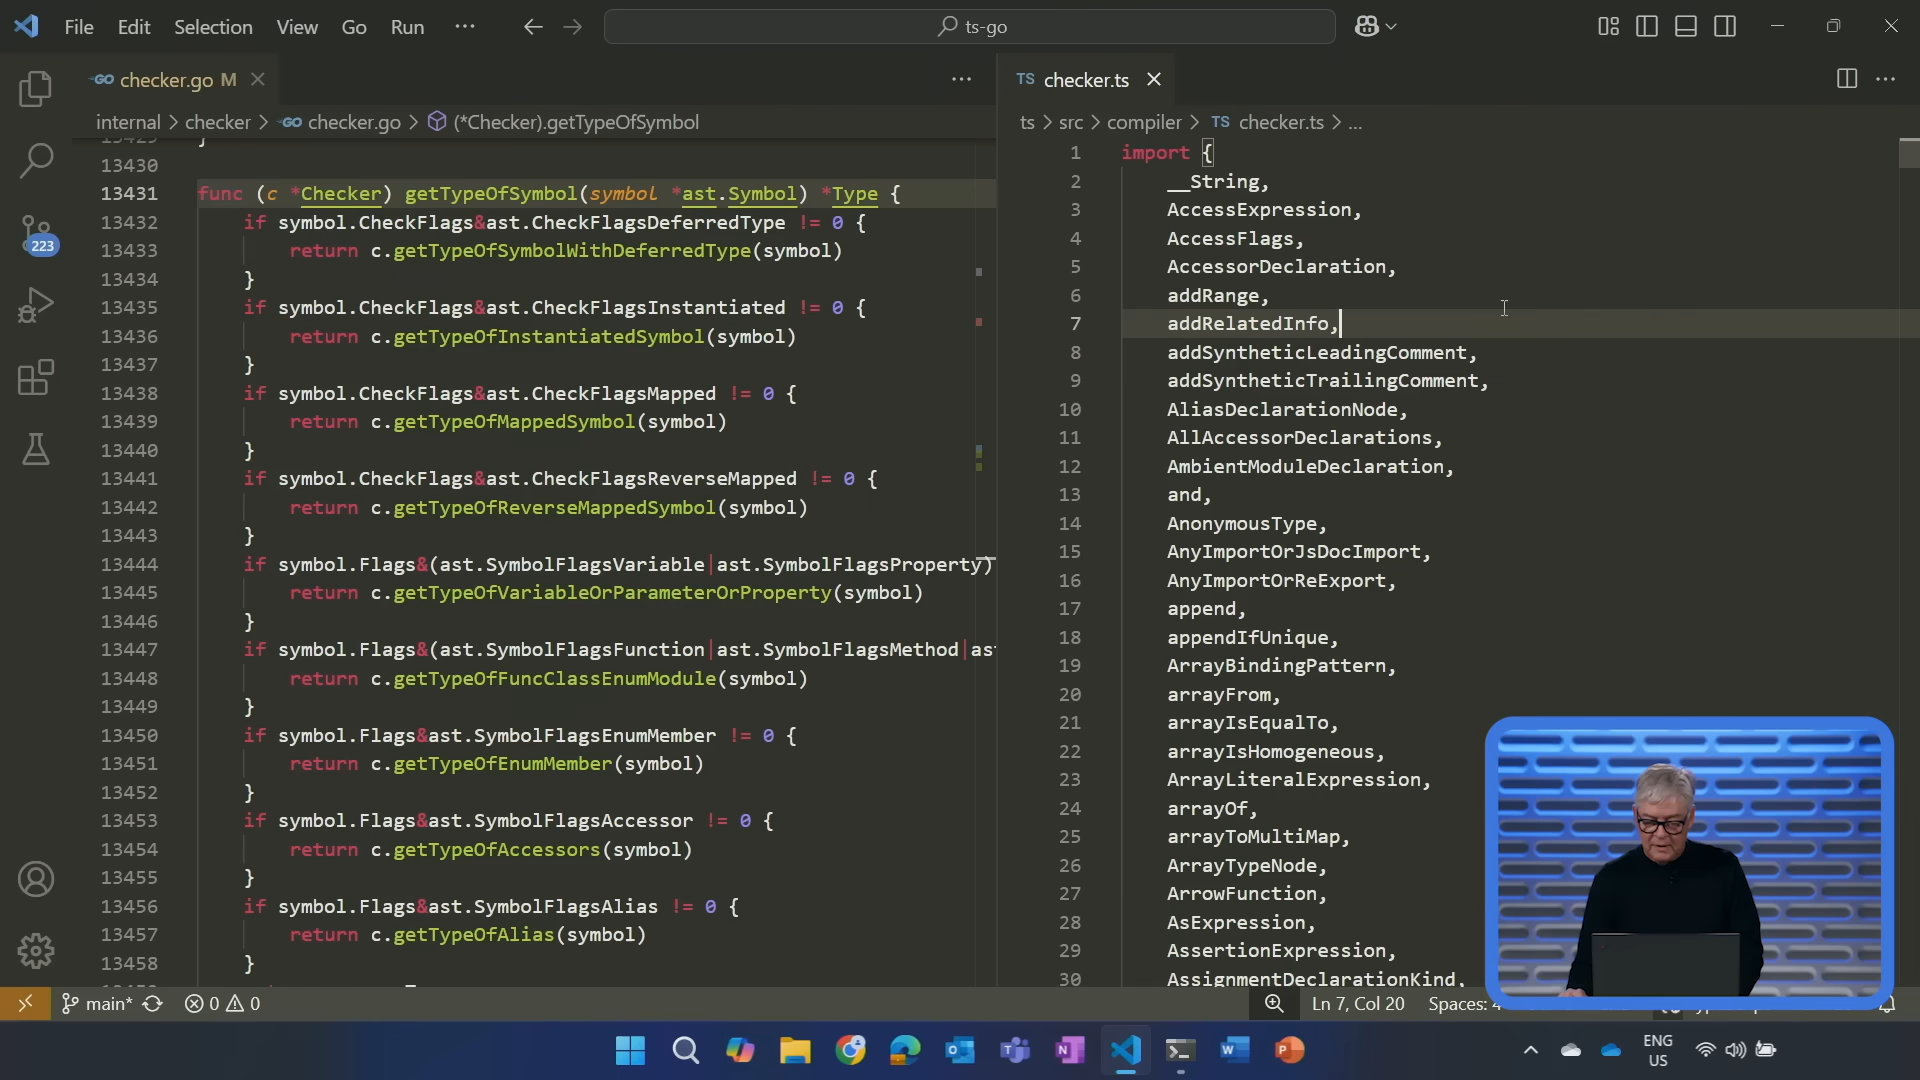 File Edit Selection View Go Run ··· ts-go
GO checker.go M
internal > checker > GO checker.go > (*Checker).getTypeOfSymbol
}
13430
13431 func (c *Checker) getTypeOfSymbol(symbol *ast.Symbol) *Type {
13432 if symbol.CheckFlags&ast.CheckFlagsDeferredType != 0 {
13433 return c.getTypeOfSymbolWithDeferredType(symbol)
13434 }
13435 if symbol.CheckFlags&ast.CheckFlagsInstantiated != 0 {
13436 return c.getTypeOfInstantiatedSymbol(symbol)
13437 }
13438 if symbol.CheckFlags&ast.CheckFlagsMapped != 0 {
13439 return c.getTypeOfMappedSymbol(symbol)
13440 }
13441 if symbol.CheckFlags&ast.CheckFlagsReverseMapped != 0 {
13442 return c.getTypeOfReverseMappedSymbol(symbol)
13443 }
13444 if symbol.Flags&(ast.SymbolFlagsVariable|ast.SymbolFlagsProperty)
13445 return c.getTypeOfVariableOrParameterOrProperty(symbol)
13446 }
13447 if symbol.Flags&(ast.SymbolFlagsFunction|ast.SymbolFlagsMethod|as
13448 return c.getTypeOfFuncClassEnumModule(symbol)
13449 }
13450 if symbol.Flags&ast.SymbolFlagsEnumMember != 0 {
13451 return c.getTypeOfEnumMember(symbol)
13452 }
13453 if symbol.Flags&ast.SymbolFlagsAccessor != 0 {
13454 return c.getTypeOfAccessors(symbol)
13455 }
13456 if symbol.Flags&ast.SymbolFlagsAlias != 0 {
13457 return c.getTypeOfAlias(symbol)
13458 }
TS checker.ts
ts > src > compiler > TS checker.ts > ...
1 import {
2 __String,
3 AccessExpression,
4 AccessFlags,
5 AccessorDeclaration,
6 addRange,
7 addRelatedInfo,
8 addSyntheticLeadingComment,
9 addSyntheticTrailingComment,
10 AliasDeclarationNode,
11 AllAccessorDeclarations,
12 AmbientModuleDeclaration,
13 and,
14 AnonymousType,
15 AnyImportOrJsDocImport,
16 AnyImportOrReExport,
17 append,
18 appendIfUnique,
19 ArrayBindingPattern,
20 arrayFrom,
21 arrayIsEqualTo,
22 arrayIsHomogeneous,
23 ArrayLiteralExpression,
24 arrayOf,
25 arrayToMultiMap,
26 ArrayTypeNode,
27 ArrowFunction,
28 AsExpression,
29 AssertionExpression,
30 AssignmentDeclarationKind,
223
main* 0 0
Ln 7, Col 20 Spaces: 4
ENG
US